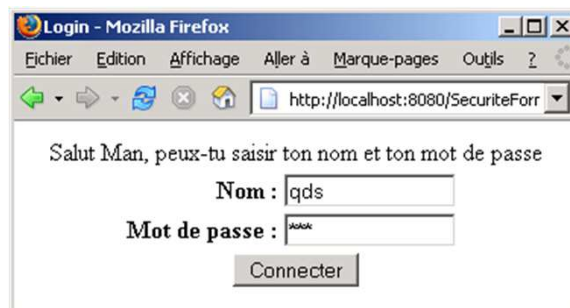 Login - Mozilla Firefox
Fichier Edition Affichage Aller à Marque-pages Outils ?
http://localhost:8080/SecuriteForr
Salut Man, peux-tu saisir ton nom et ton mot de passe
Nom : qds
Mot de passe : ***
Connecter